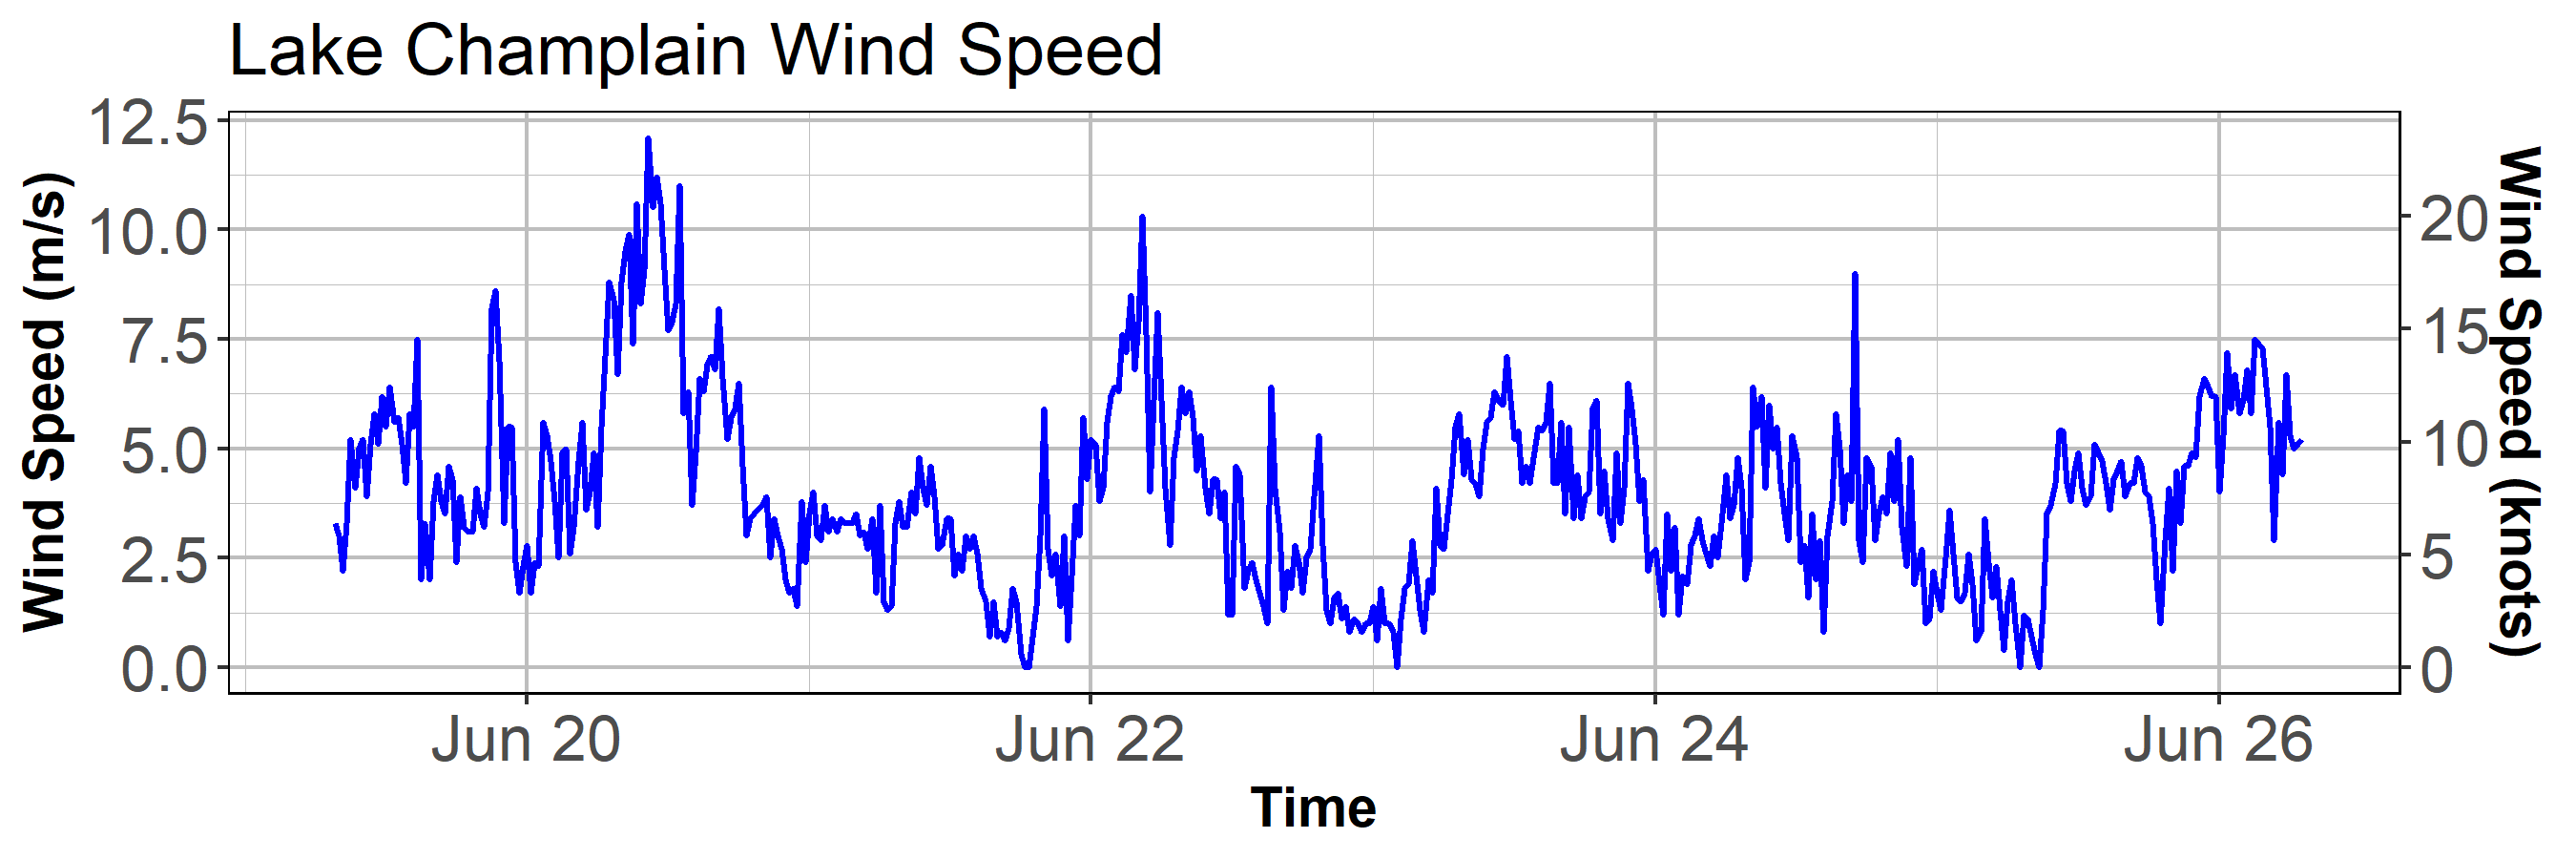 Lake Champlain Wind Speed
Wind Speed (m/s)
12.5
10.0
7.5
5.0
2.5
0.0
20
15
10
5
0
Wind Speed (knots)
Jun 20
Jun 22
Jun 24
Jun 26
Time